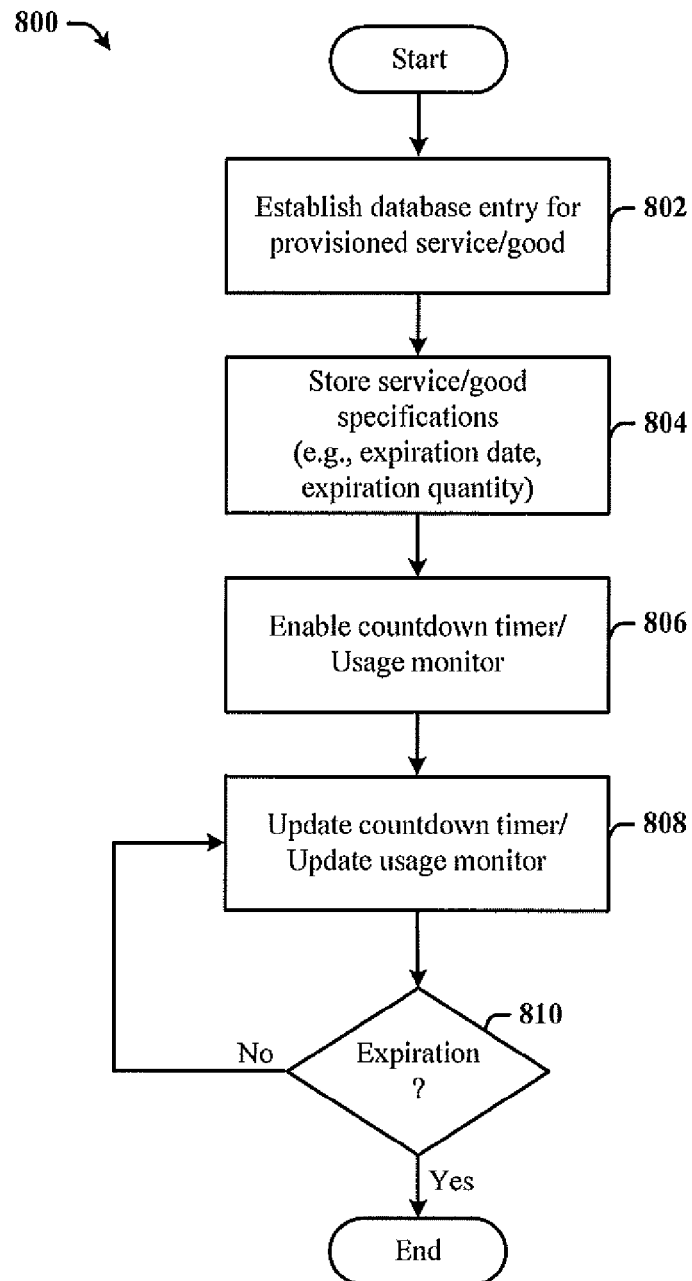 800
Start
Establish database entry for
provisioned service/good
802
Store service/good
specifications
(e.g., expiration date,
expiration quantity)
804
Enable countdown timer/
Usage monitor
806
Update countdown timer/
Update usage monitor
808
810
Expiration
?
No
Yes
End